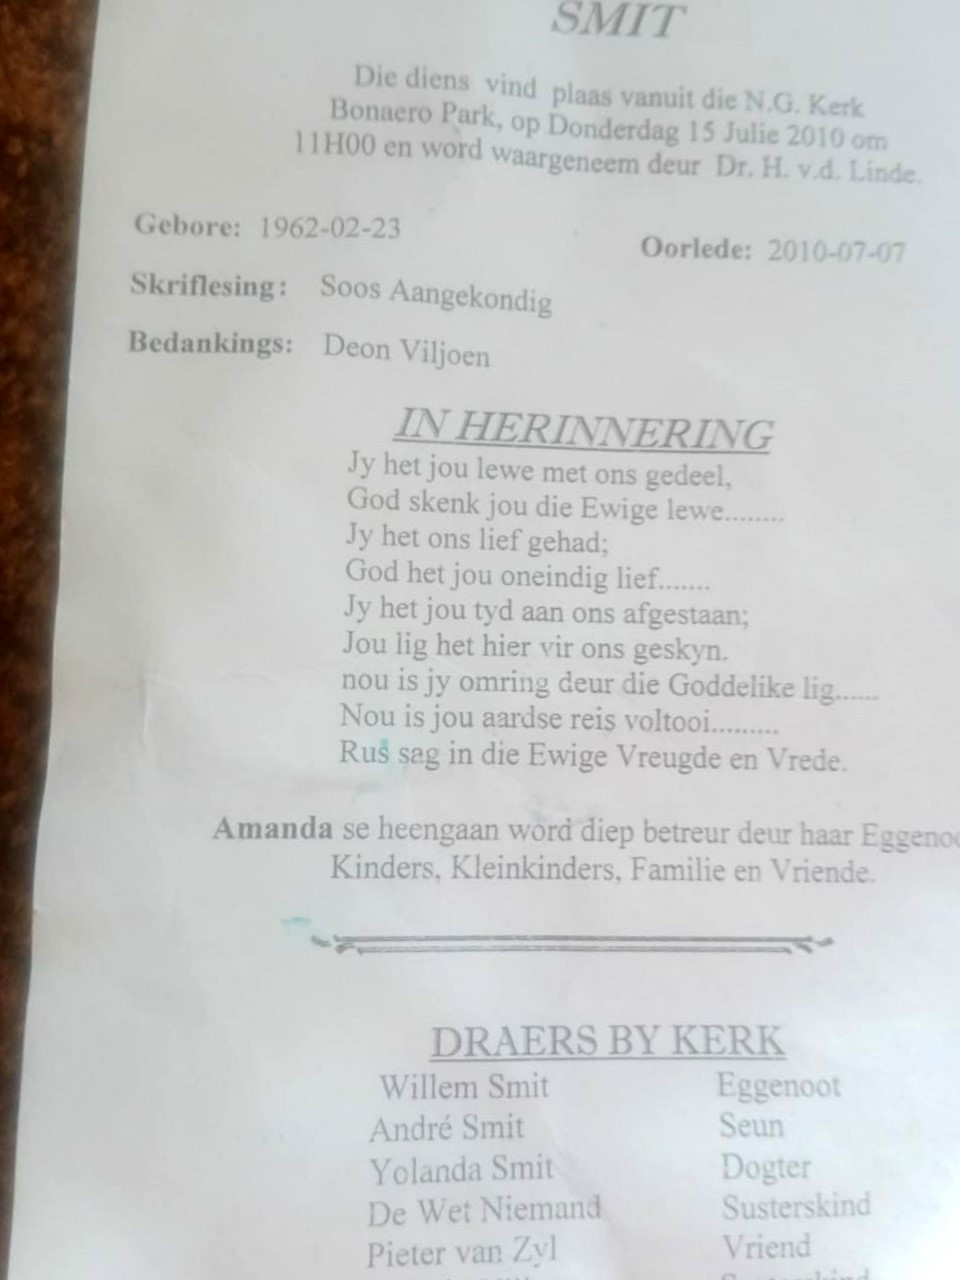 SMIT
Die diens vind plaas vanuit die N.G. Kerk
Bonaero Park, op Donderdag 15 Julie 2010 om
11H00 en word waargeneem deur Dr. H. v.d. Linde.
Gebore: 1962-02-23
Oorlede: 2010-07-07
Skriflesing: Soos Aangekondig
Bedankings: Deon Viljoen
IN HERINNERING
Jy het jou lewe met ons gedeel,
God skenk jou die Ewige lewe........
Jy het ons lief gehad;
God het jou oneindig lief.......
Jy het jou tyd aan ons afgestaan;
Jou lig het hier vir ons geskyn.
nou is jy omring deur die Goddelike lig......
Nou is jou aardse reis voltooi.........
Rus sag in die Ewige Vreugde en Vrede.
Amanda se heengaan word diep betreur deur haar Eggenoo
Kinders, Kleinkinders, Familie en Vriende.
DRAERS BY KERK
Willem Smit Eggenoot
André Smit Seun
Yolanda Smit Dogter
De Wet Niemand Susterskind
Pieter van Zyl Vriend